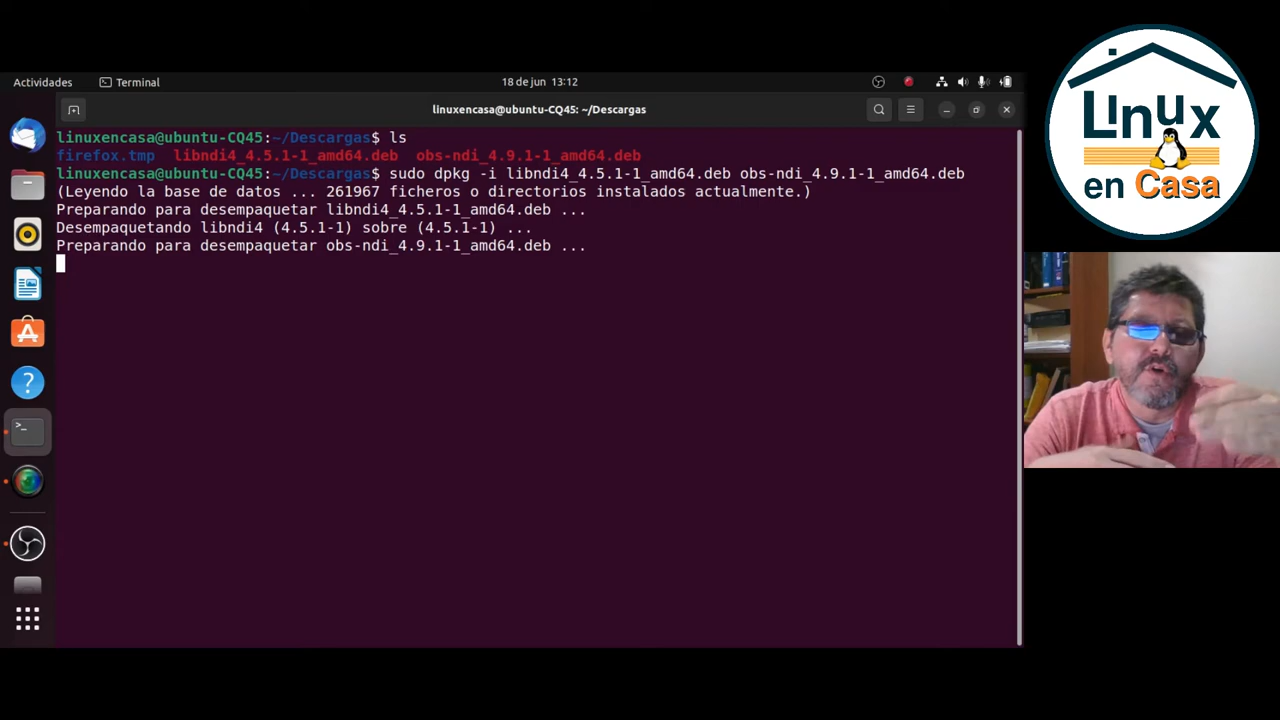 Actividades
Terminal
18 de jun 13:12
linuxencasa@ubuntu-CQ45: ~/Descargas
linuxencasa@ubuntu-CQ45:~/Descargas$ ls
firefox.tmp libndi4_4.5.1-1_amd64.deb obs-ndi_4.9.1-1_amd64.deb
linuxencasa@ubuntu-CQ45:~/Descargas$ sudo dpkg -i libndi4_4.5.1-1_amd64.deb obs-ndi_4.9.1-1_amd64.deb
(Leyendo la base de datos ... 261967 ficheros o directorios instalados actualmente.)
Preparando para desempaquetar libndi4_4.5.1-1_amd64.deb ...
Desempaquetando libndi4 (4.5.1-1) sobre (4.5.1-1) ...
Preparando para desempaquetar obs-ndi_4.9.1-1_amd64.deb ...
LInux
en Casa